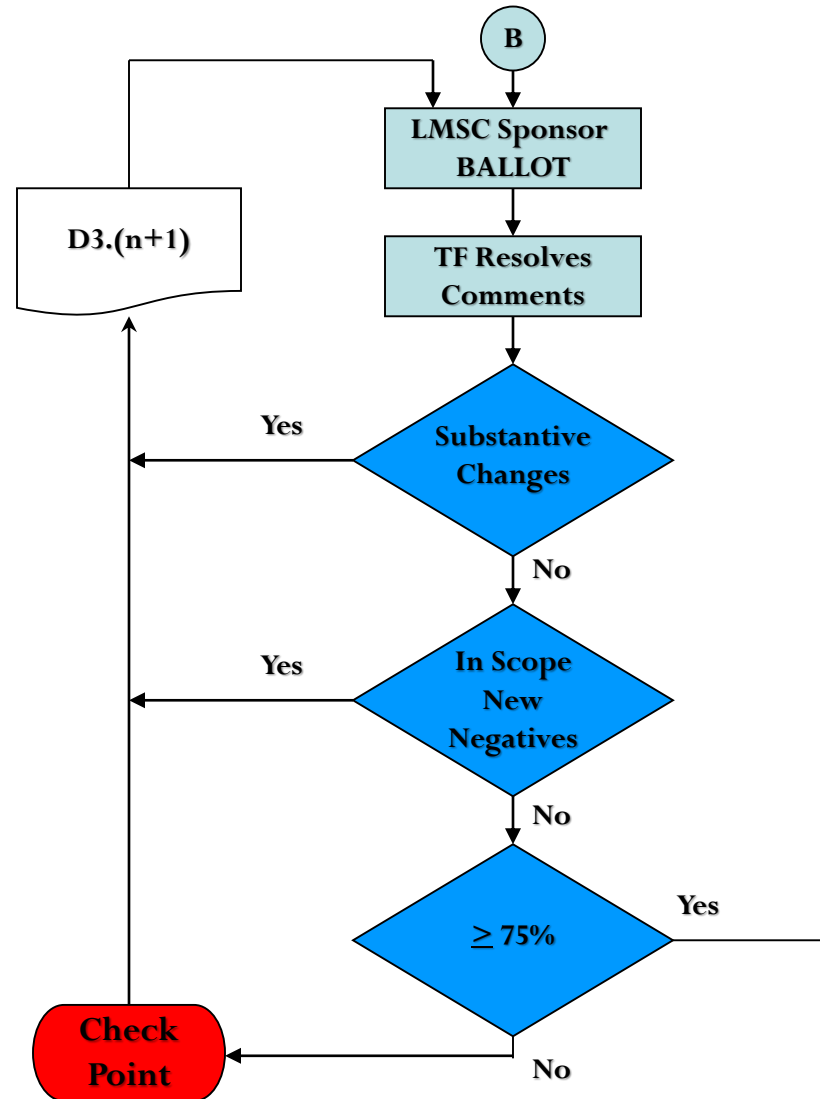 B
LMSC Sponsor
BALLOT
D3.(n+1)
TF Resolves
Comments
Yes
Substantive
Changes
No
Yes
In Scope
New
Negatives
No
≥ 75%
Yes
Check
Point
No